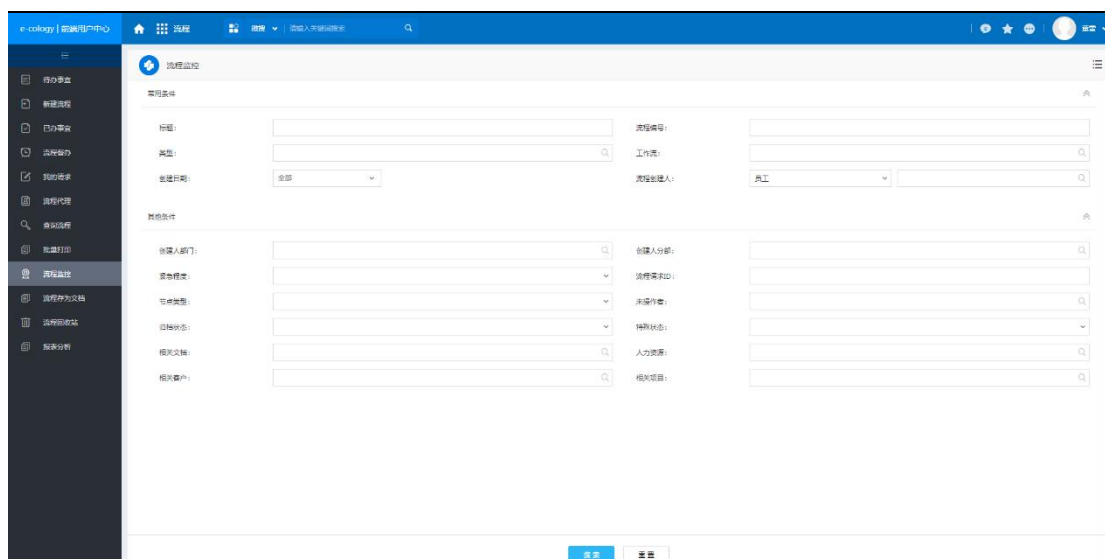 e-cology | 前端用户中心
流程
微搜
请输入关键词搜索
待办事宜
新建流程
已办事宜
流程督办
我的请求
流程代理
查询流程
批量打印
流程监控
流程存为文档
流程回收站
报表分析
流程监控
常用条件
标题: 流程编号:
类型: 工作流:
创建日期: 全部 流程创建人: 员工
其他条件
创建人部门: 创建人分部:
紧急程度: 流程请求ID:
节点类型: 未操作者:
归档状态: 特殊状态:
相关文档: 人力资源:
相关客户: 相关项目:
搜索 重置